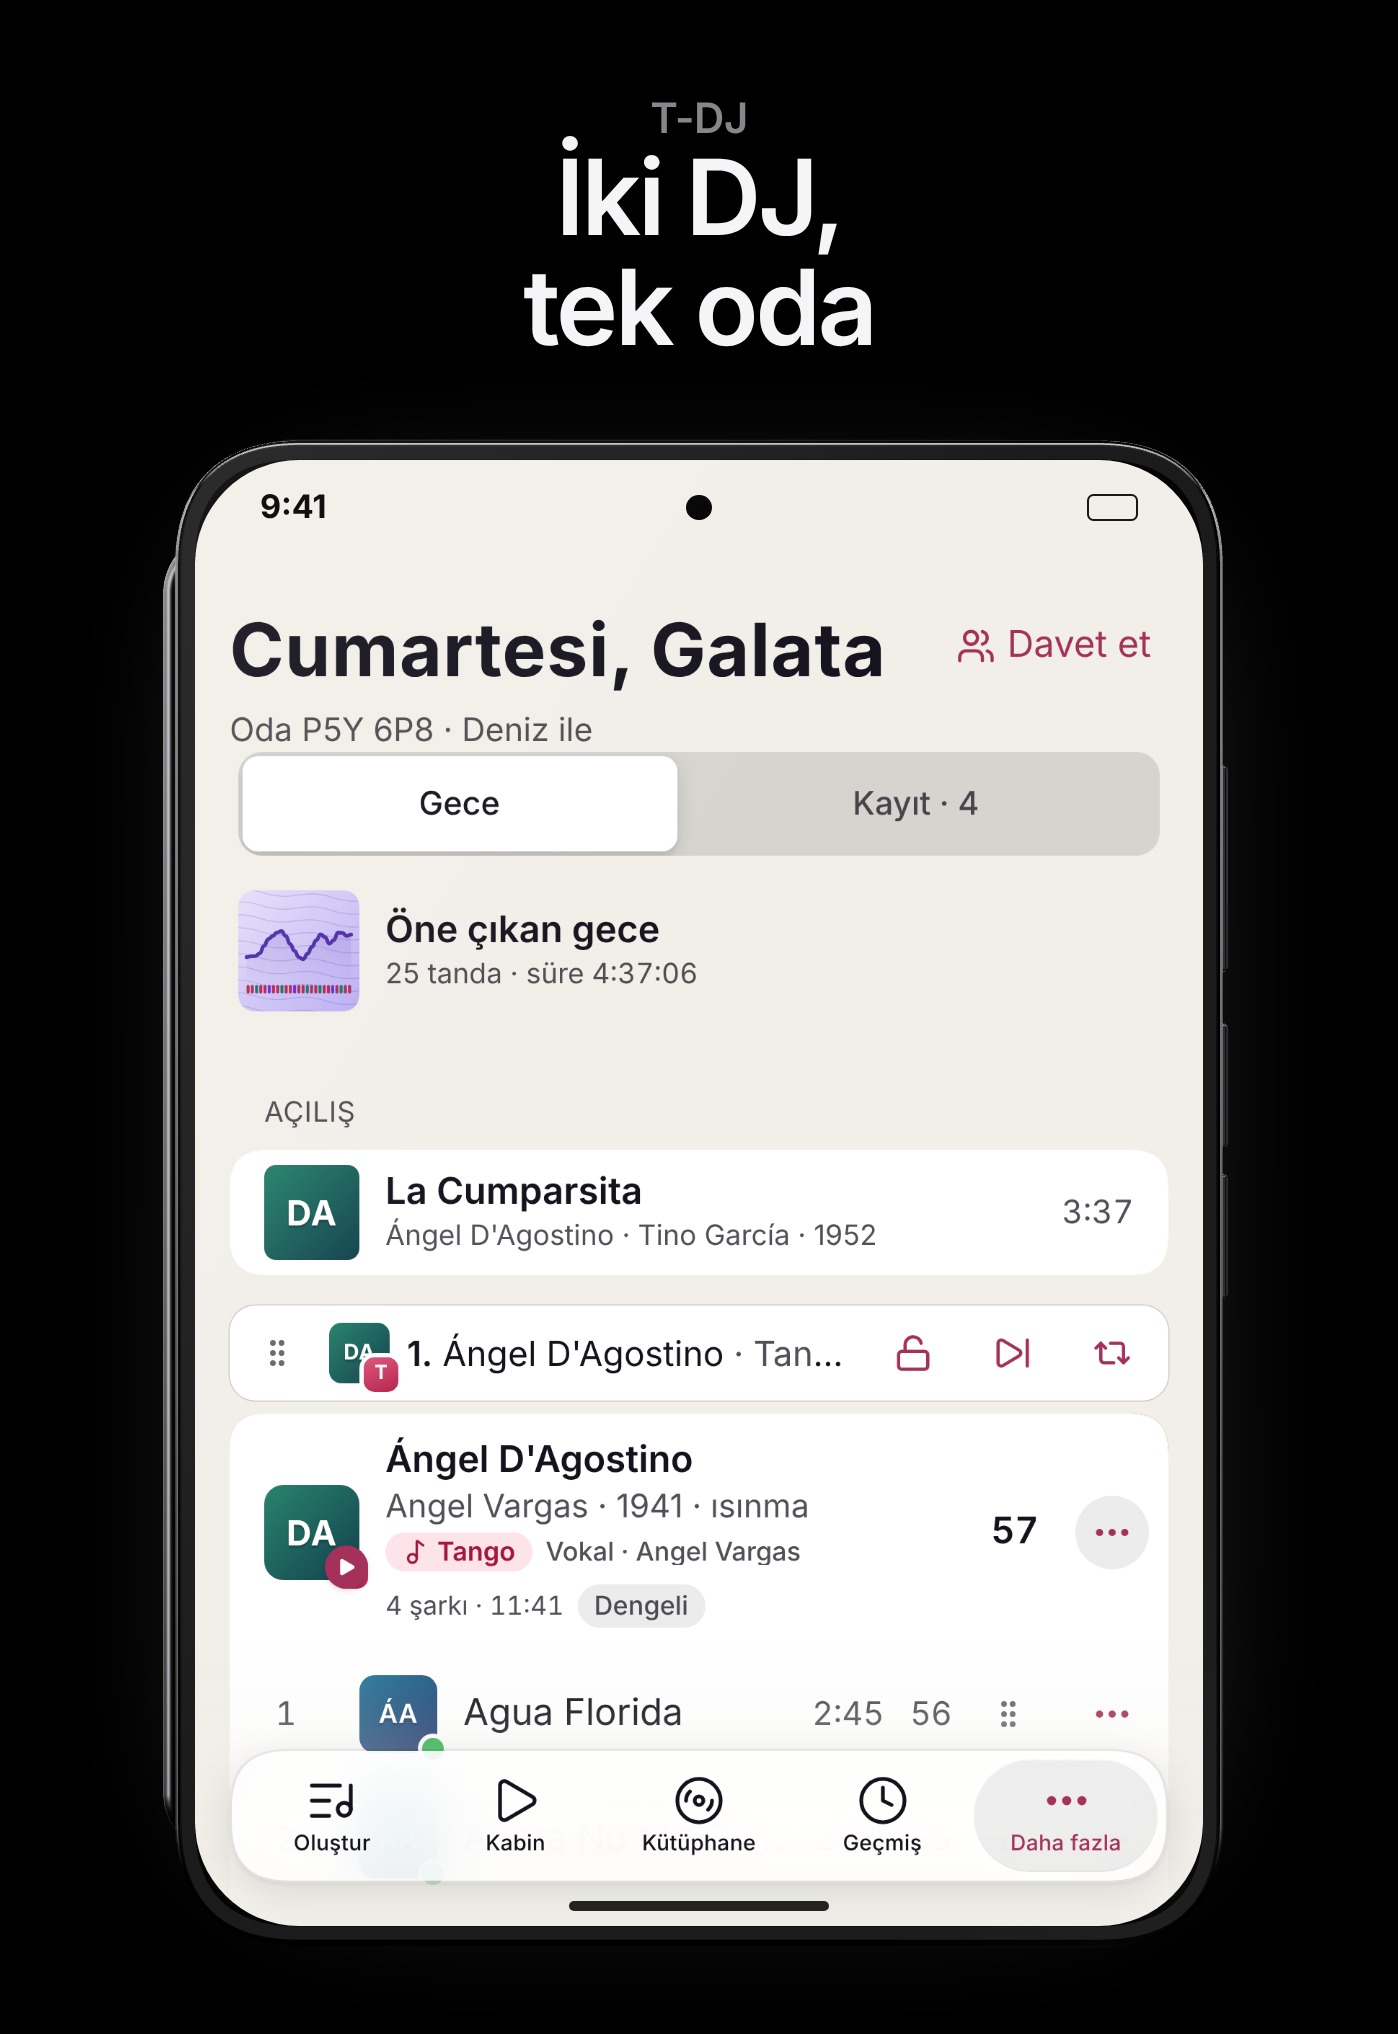 T-DJ
İki DJ,
tek oda
9:41
Cumartesi, Galata
Davet et
Oda P5Y 6P8 · Deniz ile
Gece
Kayıt · 4
Öne çıkan gece
25 tanda · süre 4:37:06
AÇILIŞ
DA
La Cumparsita
3:37
Ángel D'Agostino · Tino García · 1952
DA
T
1. Ángel D'Agostino · Tan...
Ángel D'Agostino
DA
Angel Vargas · 1941 · ısınma
57
Tango
Vokal · Angel Vargas
4 şarkı · 11:41
Dengeli
1
ÁA
Agua Florida
2:45
56
Oluştur
Kabin
Kütüphane
Geçmiş
Daha fazla